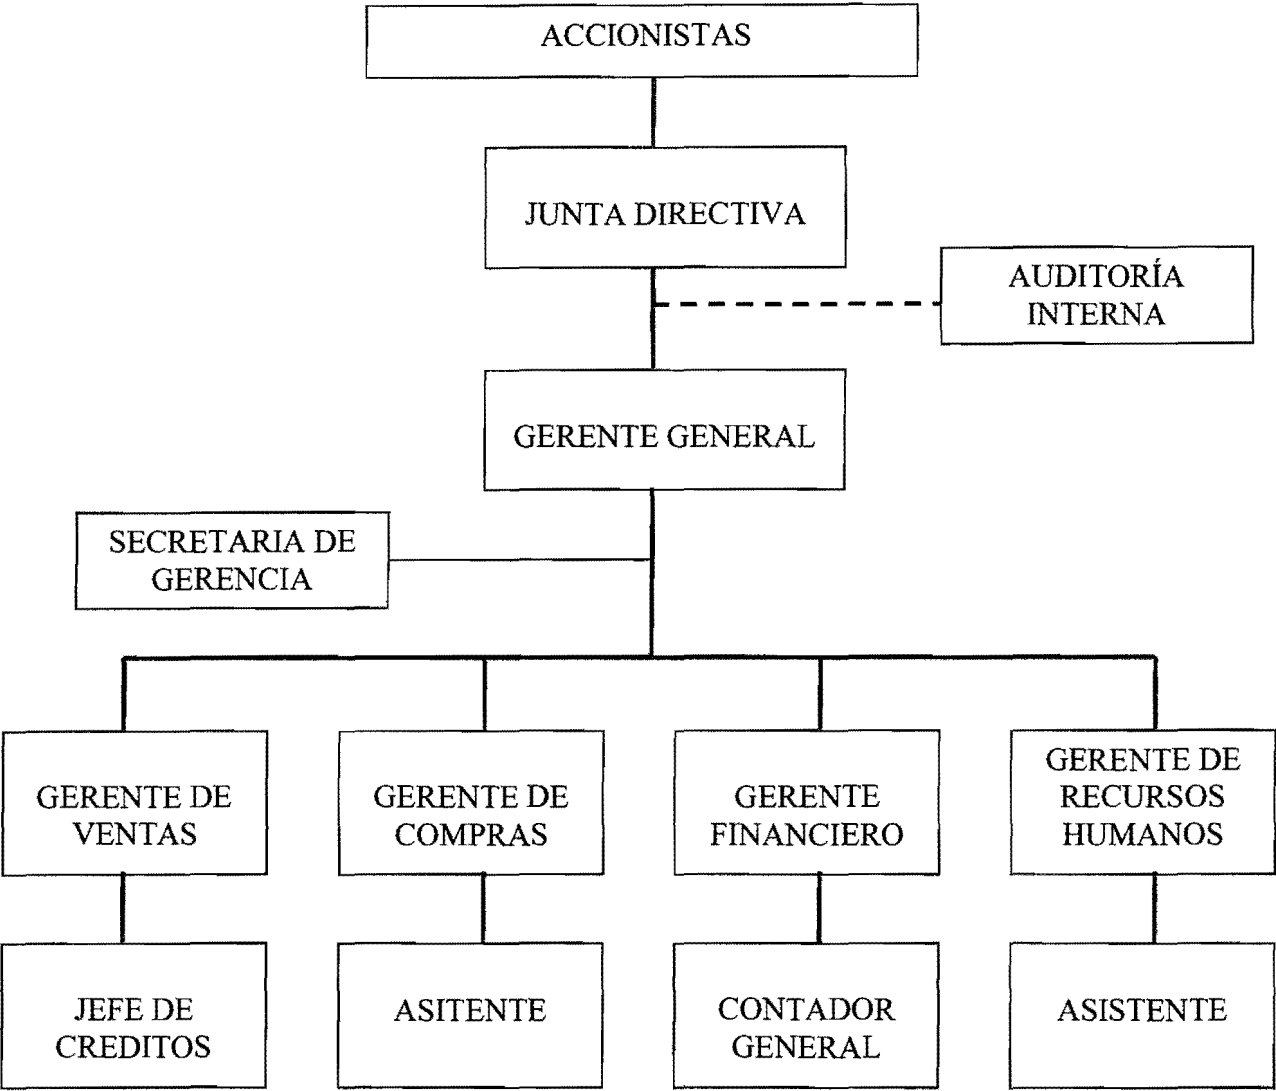 ACCIONISTAS
JUNTA DIRECTIVA
AUDITORÍA
INTERNA
GERENTE GENERAL
SECRETARIA DE
GERENCIA
GERENTE DE
VENTAS
GERENTE DE
COMPRAS
GERENTE
FINANCIERO
GERENTE DE
RECURSOS
HUMANOS
JEFE DE
CREDITOS
ASITENTE
CONTADOR
GENERAL
ASISTENTE